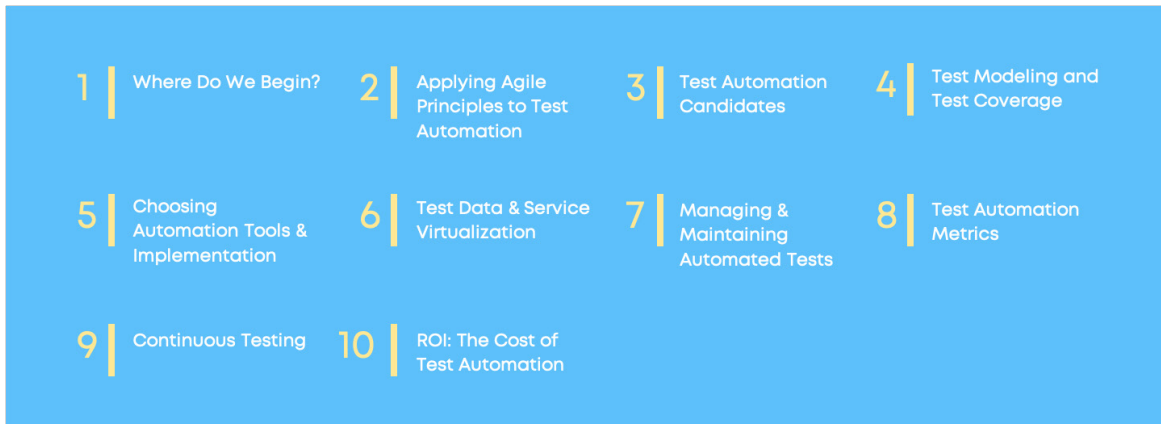 1
Where Do We Begin?
2
Applying Agile
Principles to Test
Automation
3
Test Automation
Candidates
4
Test Modeling and
Test Coverage
5
Choosing
Automation Tools &
Implementation
6
Test Data & Service
Virtualization
7
Managing &
Maintaining
Automated Tests
8
Test Automation
Metrics
9
Continuous Testing
10
ROI: The Cost of
Test Automation